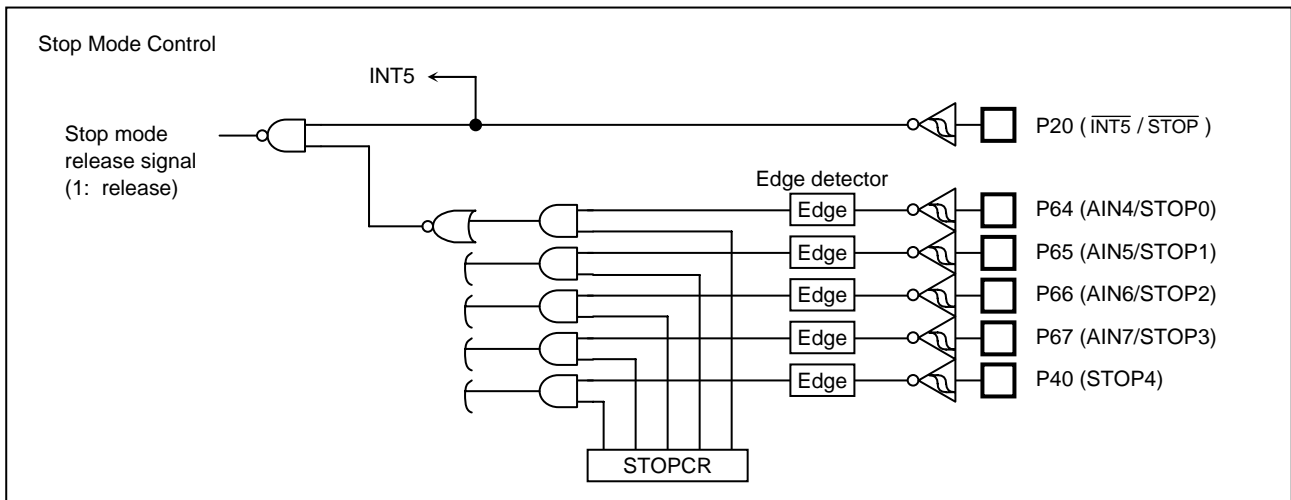 Stop Mode Control
INT5
Stop mode
release signal
(1: release)
P20 ( INT5 / STOP )
Edge detector
Edge
P64 (AIN4/STOP0)
Edge
P65 (AIN5/STOP1)
Edge
P66 (AIN6/STOP2)
Edge
P67 (AIN7/STOP3)
Edge
P40 (STOP4)
STOPCR